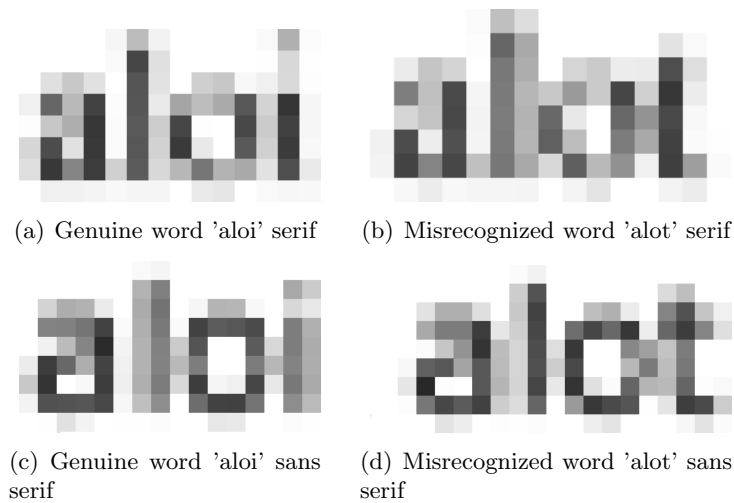 aloi alot
(a) Genuine word 'aloi' serif (b) Misrecognized word 'alot' serif
aloi alot
(c) Genuine word 'aloi' sans serif
(d) Misrecognized word 'alot' sans serif